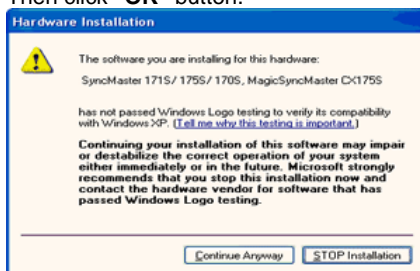 Then click "OK" button.
Hardware Installation
The software you are installing for this hardware:
SyncMaster 171S/ 175S/ 170S, MagicSyncMaster CX175S
has not passed Windows Logo testing to verify its compatibility
with Windows XP. (Tell me why this testing is important.)
Continuing your installation of this software may impair
or destabilize the correct operation of your system
either immediately or in the future. Microsoft strongly
recommends that you stop this installation now and
contact the hardware vendor for software that has
passed Windows Logo testing.
Continue Anyway STOP Installation